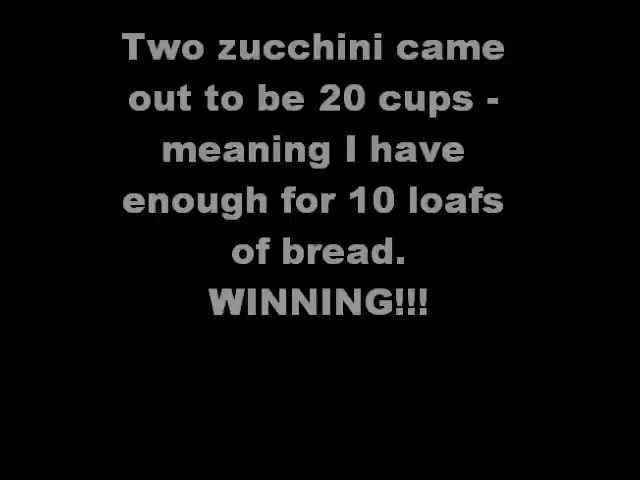 Two zucchini came
out to be 20 cups -
meaning I have
enough for 10 loafs
of bread.
WINNING!!!